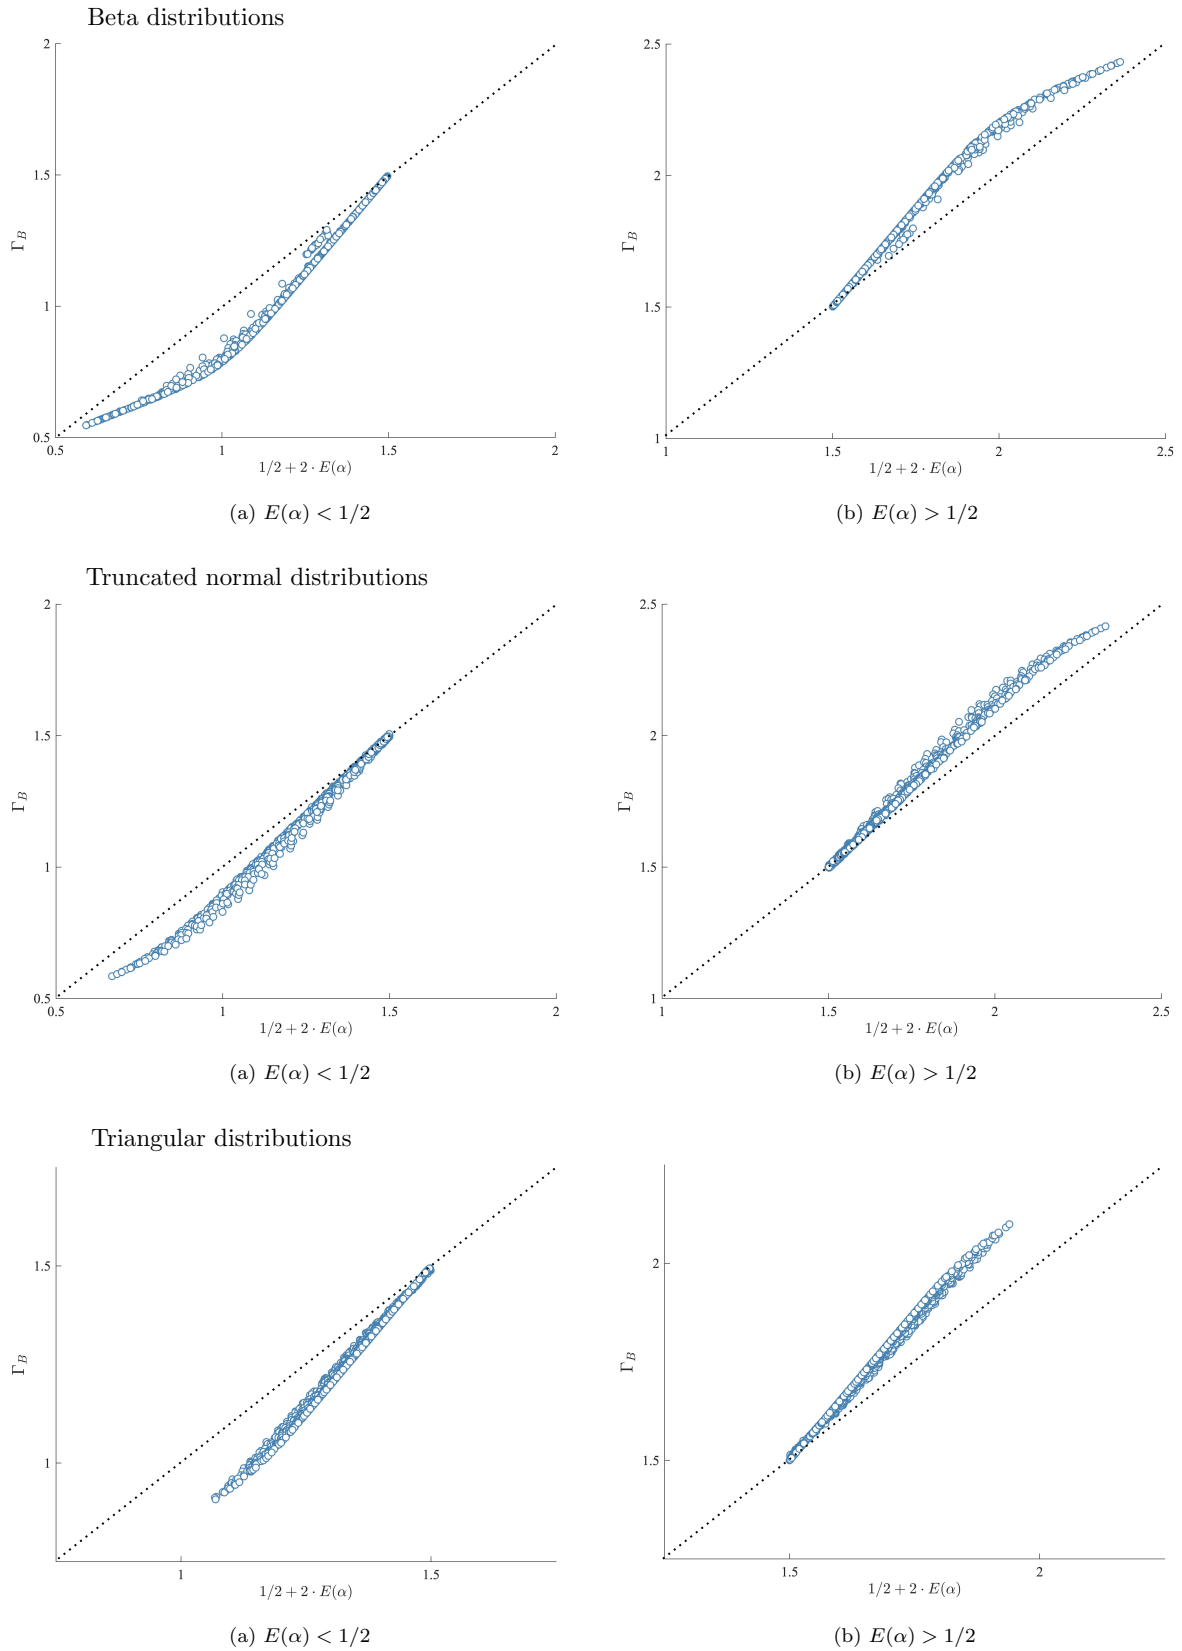 Beta distributions
2
1.5
1
0.5
Γ_B
0.5 1 1.5 2
1/2 + 2 · E(α)
(a) E(α) < 1/2
2.5
2
1.5
1
Γ_B
1 1.5 2 2.5
1/2 + 2 · E(α)
(b) E(α) > 1/2
Truncated normal distributions
2
1.5
1
0.5
Γ_B
0.5 1 1.5 2
1/2 + 2 · E(α)
(a) E(α) < 1/2
2.5
2
1.5
1
Γ_B
1 1.5 2 2.5
1/2 + 2 · E(α)
(b) E(α) > 1/2
Triangular distributions
1.5
1
Γ_B
1 1.5
1/2 + 2 · E(α)
(a) E(α) < 1/2
2
1.5
Γ_B
1.5 2
1/2 + 2 · E(α)
(b) E(α) > 1/2